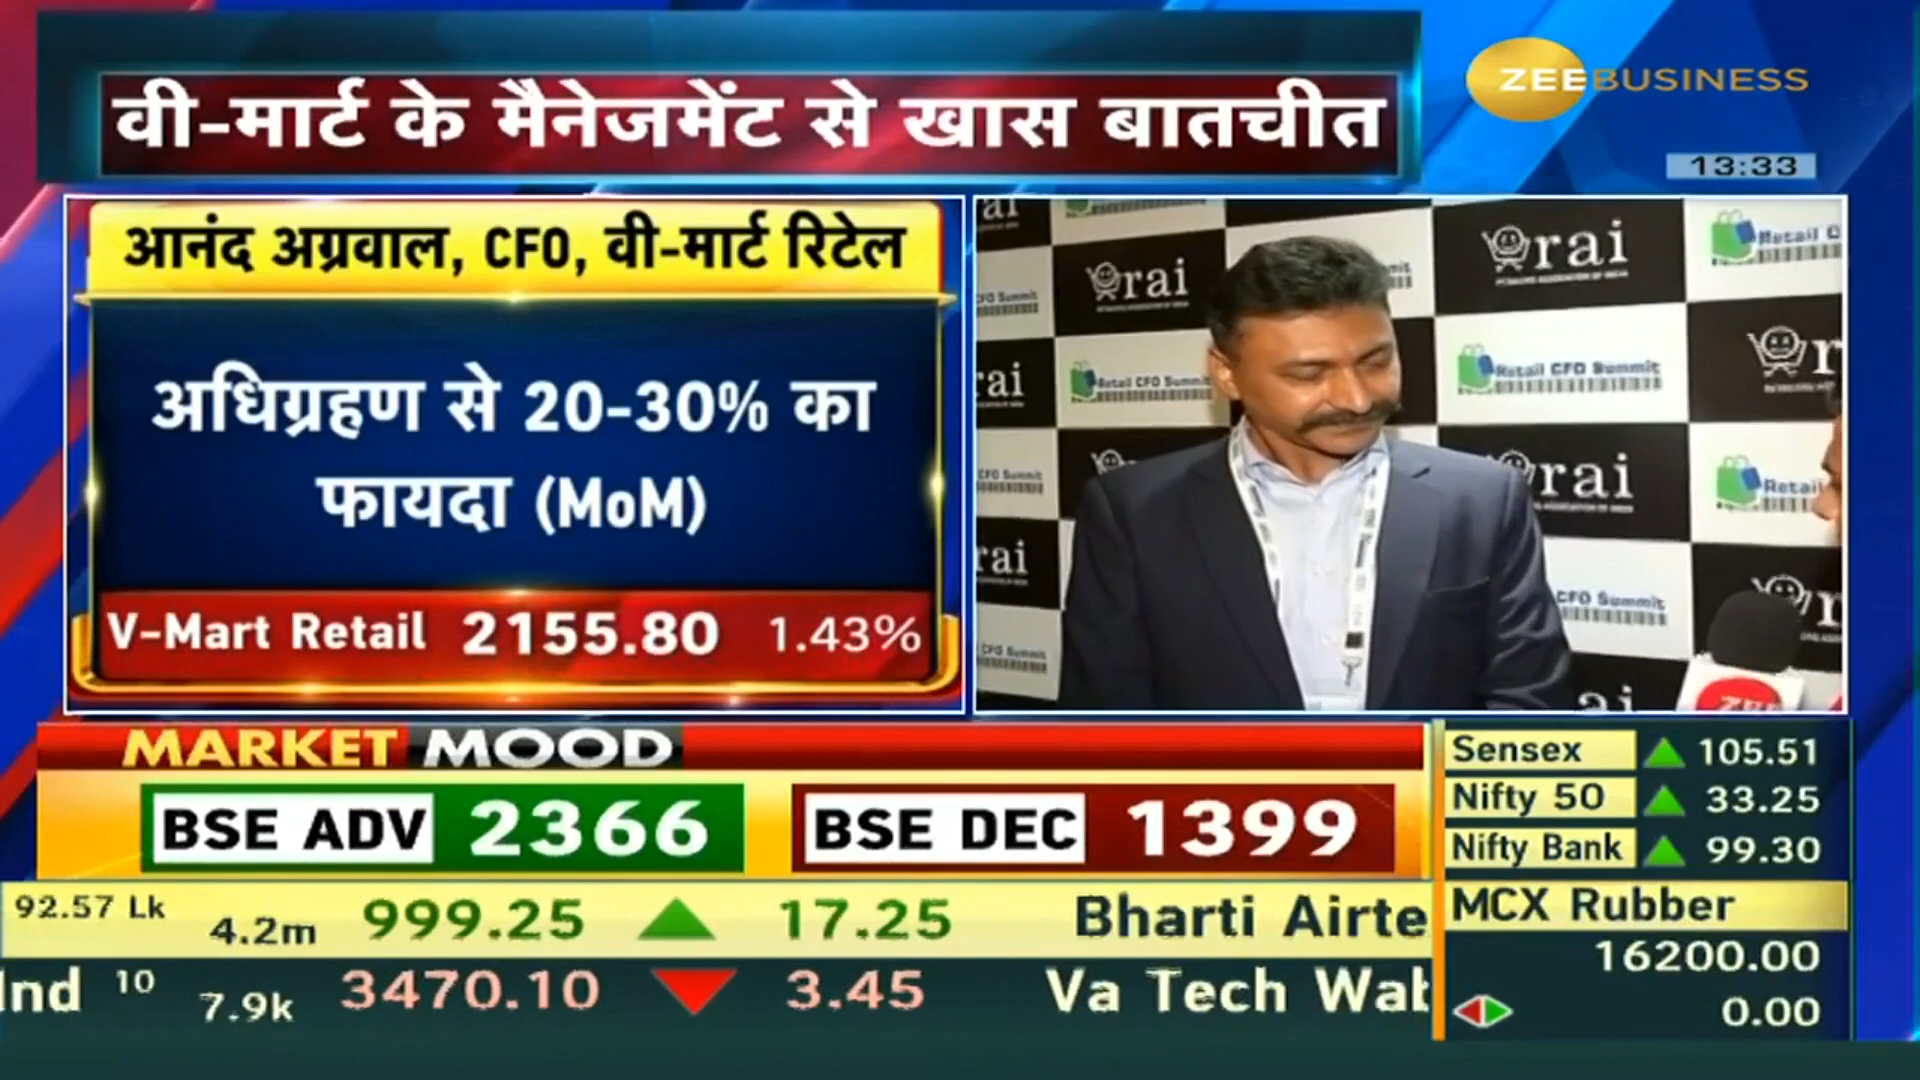 वी-मार्ट के मैनेजमेंट से खास बातचीत
ZEEBUSINESS
13:33
आनंद अग्रवाल, CFO, वी-मार्ट रिटेल
अधिग्रहण से 20-30% का
फायदा (MoM)
V-Mart Retail 2155.80 1.43%
rai
Retail CFO Summit
MARKET MOOD
BSE ADV 2366 BSE DEC 1399
Sensex 105.51
Nifty 50 33.25
Nifty Bank 99.30
MCX Rubber
16200.00
0.00
92.57 Lk 4.2m 999.25 17.25 Bharti Airte
Ind 10 7.9k 3470.10 3.45 Va Tech Wab